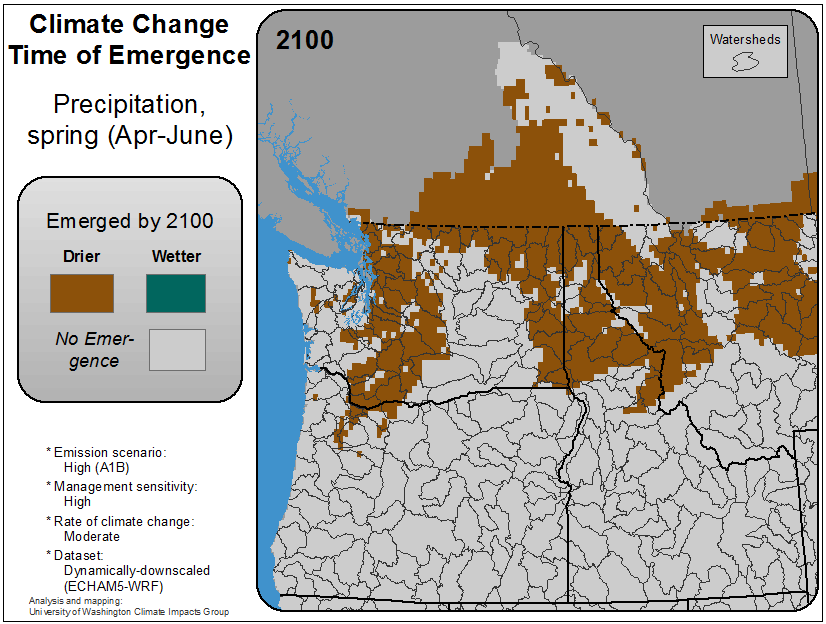 Climate Change
Time of Emergence
Precipitation,
spring (Apr-June)
Emerged by 2100
Drier Wetter
No Emer-
gence
* Emission scenario:
High (A1B)
* Management sensitivity:
High
* Rate of climate change:
Moderate
* Dataset:
Dynamically-downscaled
(ECHAM5-WRF)
Analysis and mapping:
University of Washington Climate Impacts Group
2100
Watersheds